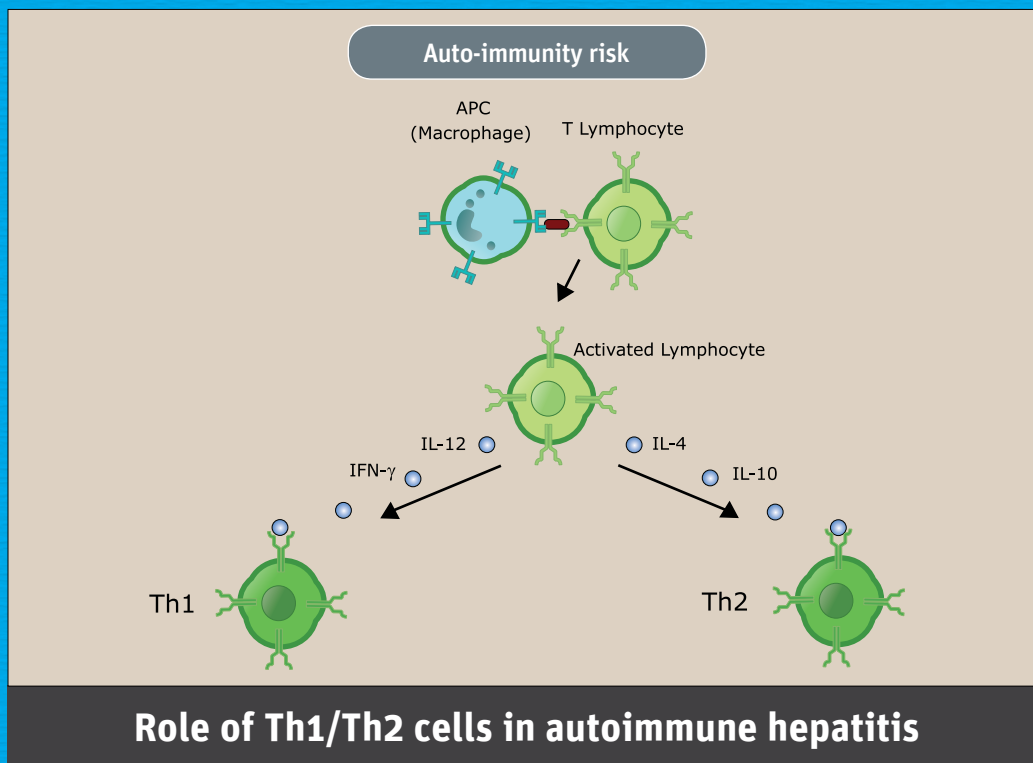 Auto-immunity risk
APC
(Macrophage)
T Lymphocyte
Activated Lymphocyte
IL-12
IL-4
IFN-γ
IL-10
Th1
Th2
Role of Th1/Th2 cells in autoimmune hepatitis